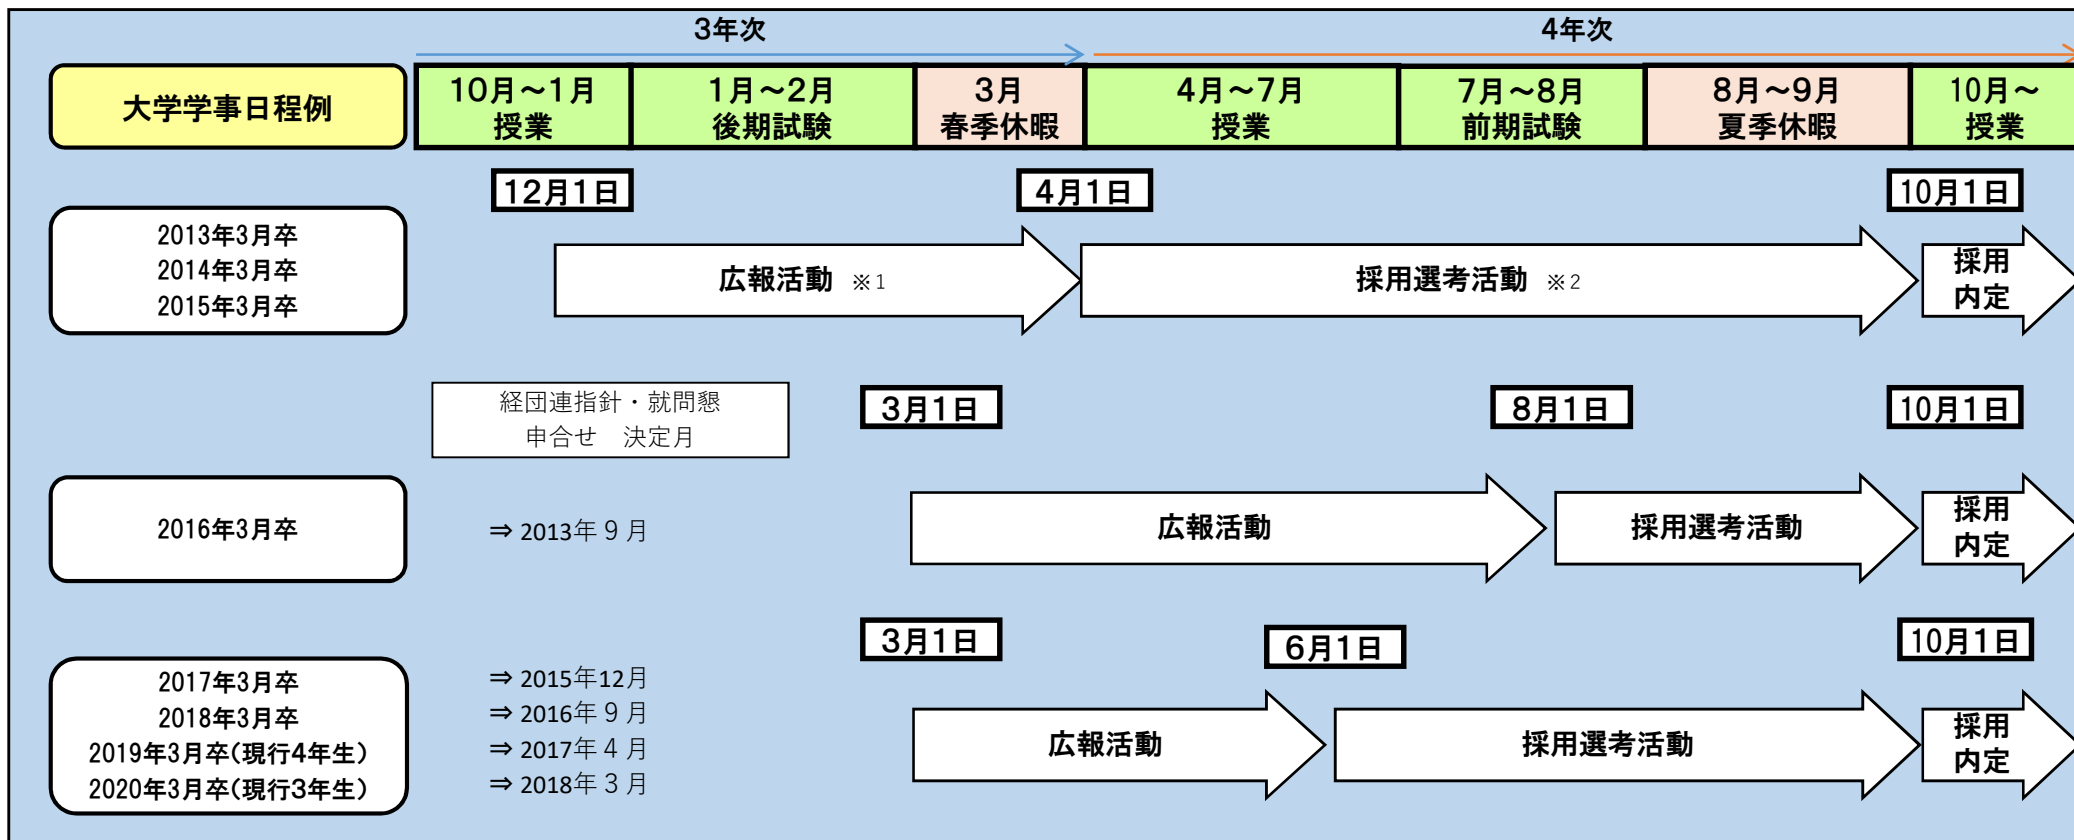 3年次
4年次
大学学事日程例
10月～1月
授業
1月～2月
後期試験
3月
春季休暇
4月～7月
授業
7月～8月
前期試験
8月～9月
夏季休暇
10月～
授業
12月1日
4月1日
10月1日
2013年3月卒
2014年3月卒
2015年3月卒
広報活動 ※1
採用選考活動 ※2
採用
内定
経団連指針・就問懇
申合せ 決定月
3月1日
8月1日
10月1日
2016年3月卒
⇒ 2013年９月
広報活動
採用選考活動
採用
内定
3月1日
6月1日
10月1日
2017年3月卒
2018年3月卒
2019年3月卒(現行4年生)
2020年3月卒(現行3年生)
⇒ 2015年12月
⇒ 2016年９月
⇒ 2017年４月
⇒ 2018年３月
広報活動
採用選考活動
採用
内定